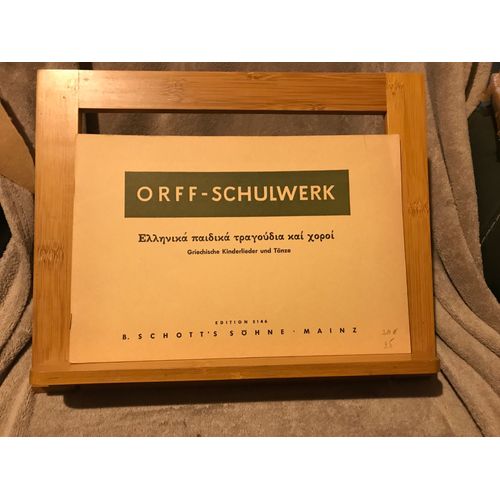 ORFF-SCHULWERK
Ελληνικά παιδικά τραγούδια καί χοροί
Griechische Kinderlieder und Tänze
EDITION 5146
B. SCHOTT'S SÖHNE · MAINZ